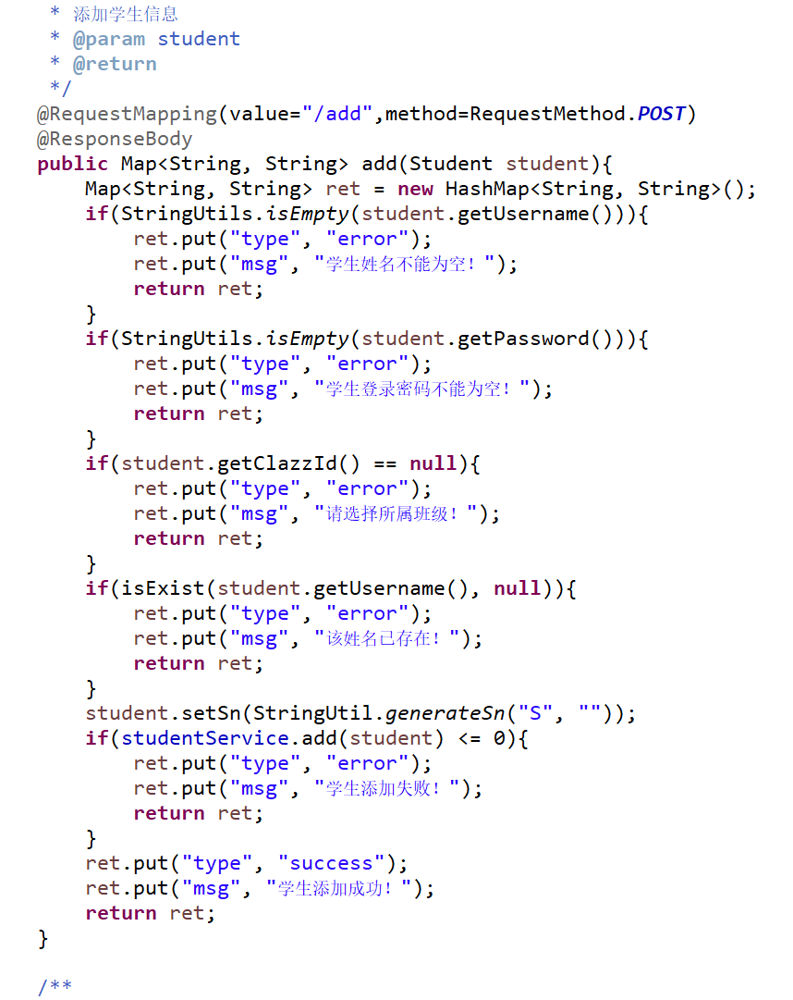 * 添加学生信息
* @param student
* @return
*/
@RequestMapping(value="/add",method=RequestMethod.POST)
@ResponseBody
public Map<String, String> add(Student student){
Map<String, String> ret = new HashMap<String, String>();
if(StringUtils.isEmpty(student.getUsername())){
ret.put("type", "error");
ret.put("msg", "学生姓名不能为空！");
return ret;
}
if(StringUtils.isEmpty(student.getPassword())){
ret.put("type", "error");
ret.put("msg", "学生登录密码不能为空！");
return ret;
}
if(student.getClazzId() == null){
ret.put("type", "error");
ret.put("msg", "请选择所属班级！");
return ret;
}
if(isExist(student.getUsername(), null)){
ret.put("type", "error");
ret.put("msg", "该姓名已存在！");
return ret;
}
student.setSn(StringUtil.generateSn("S", ""));
if(studentService.add(student) <= 0){
ret.put("type", "error");
ret.put("msg", "学生添加失败！");
return ret;
}
ret.put("type", "success");
ret.put("msg", "学生添加成功！");
return ret;
}
/**